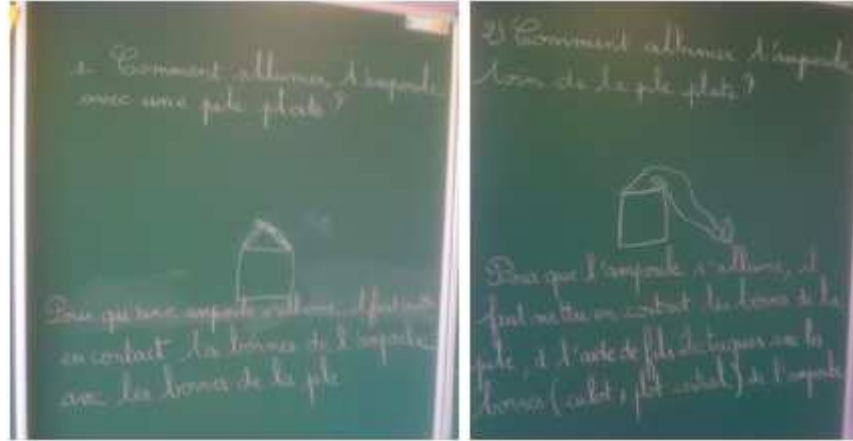 1. Comment allumer l'ampoule
avec une pile plate ?
Pour qu'une ampoule s'allume, il faut
en contact les bornes de l'ampoule
avec les bornes de la pile
2) Comment allumer l'ampoule
loin de la pile plate ?
Pour que l'ampoule s'allume, il
faut mettre en contact les bornes de la
pile, à l'aide de fils électriques avec les
bornes (culot, plot central) de l'ampoule